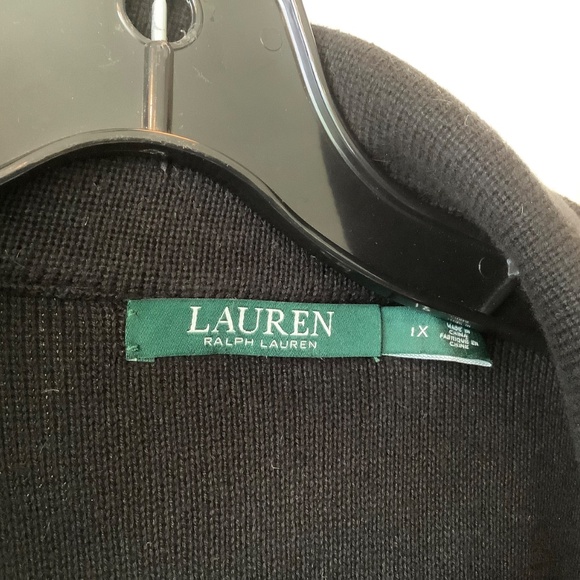 LAUREN
RALPH LAUREN
1X
MADE IN
CHINA
FABRIQUÉ EN
CHINE